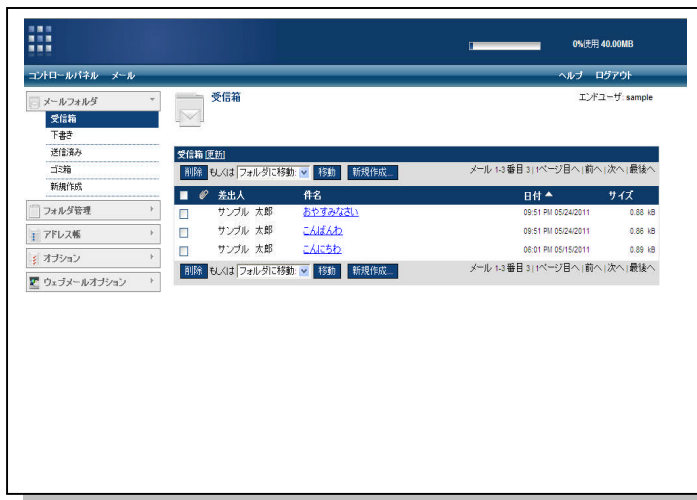 0%使用 40.00MB
コントロールパネル メール ヘルプ ログアウト
メールフォルダ
受信箱
下書き
送信済み
ゴミ箱
新規作成
フォルダ管理
アドレス帳
オプション
ウェブメールオプション
受信箱 エンドユーザ: sample
受信箱 [更新]
削除 もしくは フォルダに移動: 移動 新規作成... メール 1-3 番目 3 | 1ページ目へ | 前へ | 次へ | 最後へ
差出人 件名 日付 サイズ
サンプル 太郎 おやすみなさい 09:51 PM 05/24/2011 0.88 kB
サンプル 太郎 こんばんわ 09:51 PM 05/24/2011 0.86 kB
サンプル 太郎 こんにちわ 06:01 PM 05/15/2011 0.89 kB
削除 もしくは フォルダに移動: 移動 新規作成... メール 1-3 番目 3 | 1ページ目へ | 前へ | 次へ | 最後へ